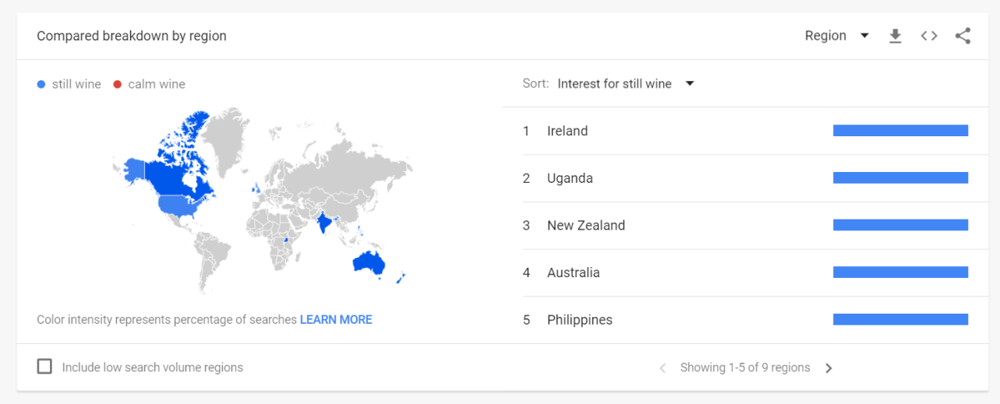 Compared breakdown by region
Region
still wine calm wine
Sort: Interest for still wine
1 Ireland
2 Uganda
3 New Zealand
4 Australia
5 Philippines
Color intensity represents percentage of searches LEARN MORE
Include low search volume regions
Showing 1-5 of 9 regions